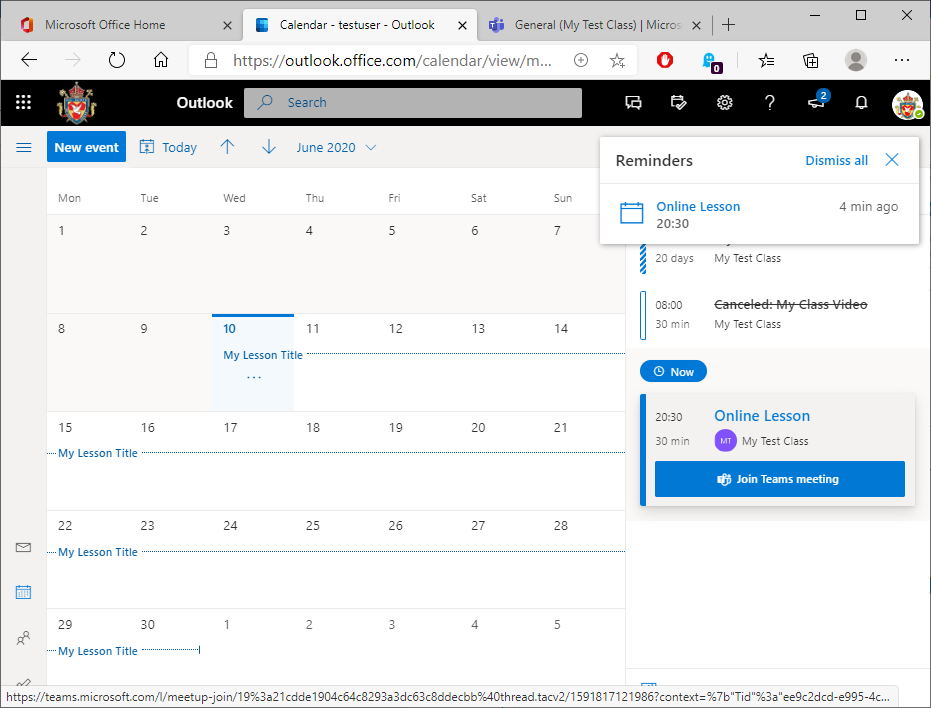 Microsoft Office Home
Calendar - testuser - Outlook
General (My Test Class) | Micros
https://outlook.office.com/calendar/view/m...
0
Outlook
Search
2
New event
Today
June 2020
Reminders
Dismiss all
Online Lesson
4 min ago
20:30
Mon Tue Wed Thu Fri Sat Sun
1 2 3 4 5 6 7
20 days My Test Class
08:00 Canceled: My Class Video
30 min My Test Class
8 9 10 11 12 13 14
My Lesson Title
...
Now
20:30 Online Lesson
30 min MT My Test Class
Join Teams meeting
15 16 17 18 19 20 21
My Lesson Title
22 23 24 25 26 27 28
My Lesson Title
29 30 1 2 3 4 5
My Lesson Title
https://teams.microsoft.com/l/meetup-join/19%3a21cdde1904c64c8293a3dc63c8ddecbb%40thread.tacv2/1591817121986?context=%7b"Tid"%3a"ee9c2dcd-e995-4c...